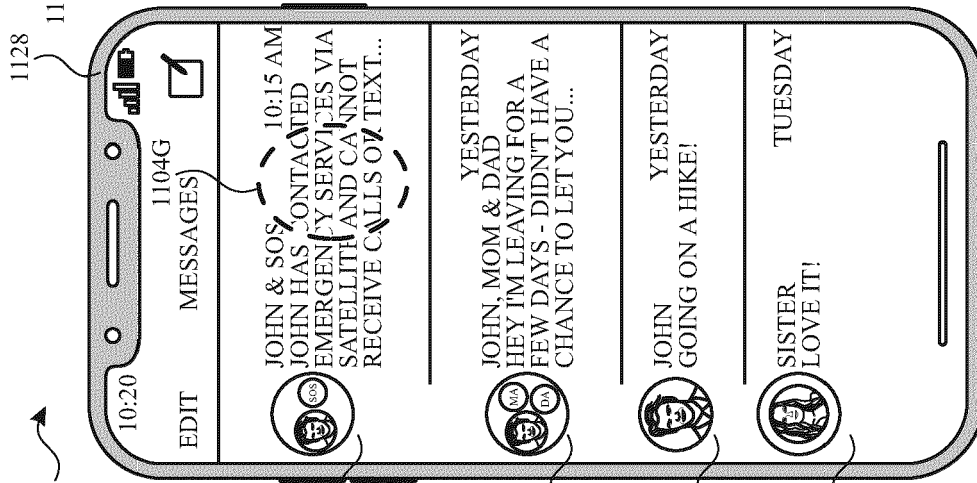 11
1128
10:20
EDIT MESSAGES
1104G
JOHN & SOS 10:15 AM
JOHN HAS CONTACTED
EMERGENCY SERVICES VIA
SATELLITE AND CANNOT
RECEIVE CALLS OR TEXT...
SOS
JOHN, MOM & DAD YESTERDAY
HEY I'M LEAVING FOR A
FEW DAYS - DIDN'T HAVE A
CHANCE TO LET YOU...
MA
DA
JOHN YESTERDAY
GOING ON A HIKE!
SISTER TUESDAY
LOVE IT!